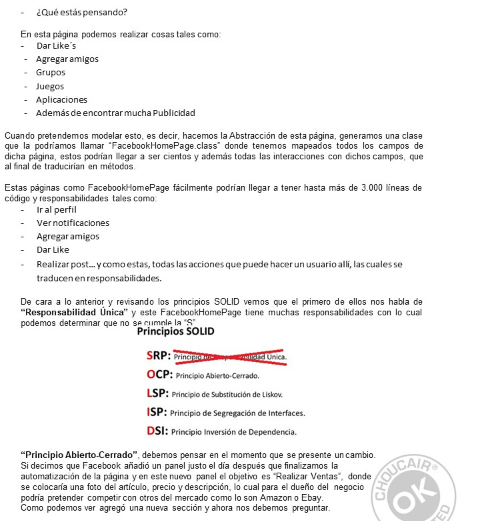 - ¿Qué estás pensando?
En esta página podemos realizar cosas tales como:
- Dar Like´s
- Agregar amigos
- Grupos
- Juegos
- Aplicaciones
- Además de encontrar mucha Publicidad
Cuando pretendemos modelar esto, es decir, hacemos la Abstracción de esta página, generamos una clase
que la podríamos llamar "FacebookHomePage.class" donde tenemos mapeados todos los campos de
dicha página, estos podrían llegar a ser cientos y además todas las interacciones con dichos campos, que
al final de traducirían en métodos.
Estas páginas como FacebookHomePage fácilmente podrían llegar a tener hasta más de 3.000 líneas de
código y responsabilidades tales como:
- Ir al perfil
- Ver notificaciones
- Agregar amigos
- Dar Like
- Realizar post... y como estas, todas las acciones que puede hacer un usuario allí, las cuales se
traducen en responsabilidades.
De cara a lo anterior y revisando los principios SOLID vemos que el primero de ellos nos habla de
"Responsabilidad Única" y este FacebookHomePage tiene muchas responsabilidades con lo cual
podemos determinar que no se cumple la "S"
Principios SOLID
SRP: Principio Única.
OCP: Principio Abierto-Cerrado.
LSP: Principio de Substitución de Liskov.
ISP: Principio de Segregación de Interfaces.
DSI: Principio Inversión de Dependencia.
"Principio Abierto-Cerrado", debemos pensar en el momento que se presente un cambio.
Si decimos que Facebook añadió un panel justo el día después que finalizamos la
automatización de la página y en este nuevo panel el objetivo es "Realizar Ventas", donde
se colocaría una foto del artículo, precio y descripción, lo cual para el dueño del negocio
podría pretender competir con otros del mercado como lo son Amazon o Ebay.
Como podemos ver agregó una nueva sección y ahora nos debemos preguntar.
CHOUCAIR®
OK